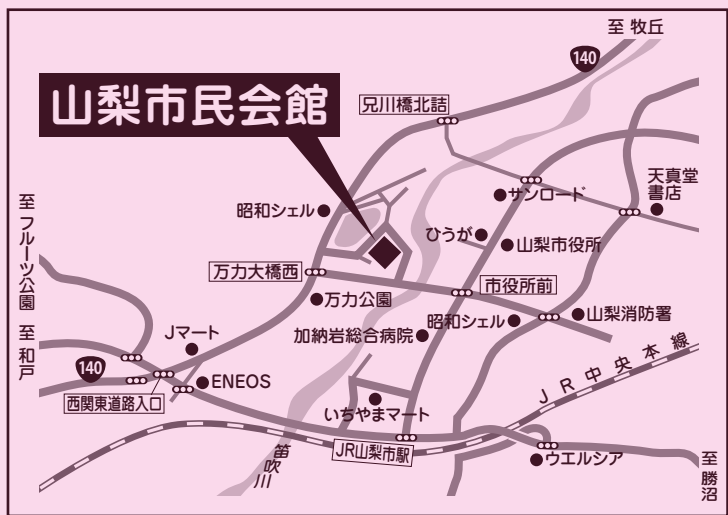 至 牧丘
140
山梨市民会館
兄川橋北詰
天真堂
書店
サンロード
昭和シェル
ひうが
山梨市役所
至 フルーツ公園
万力大橋西
市役所前
万力公園
加納岩総合病院
昭和シェル
山梨消防署
至 和戸
Jマート
140
ENEOS
西関東道路入口
JR中央本線
いちやまマート
JR山梨市駅
笛吹川
ウエルシア
至 勝沼